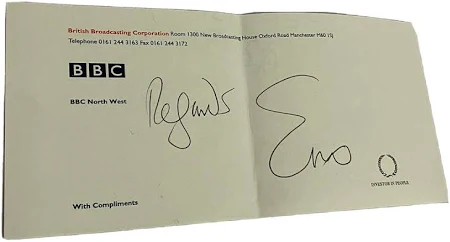 British Broadcasting Corporation Room 1300 New Broadcasting House Oxford Road Manchester M60 1SJ
Telephone 0161 244 3163 Fax 0161 244 3172
BBC
BBC North West
Regards
Eno
With Compliments
INVESTOR IN PEOPLE